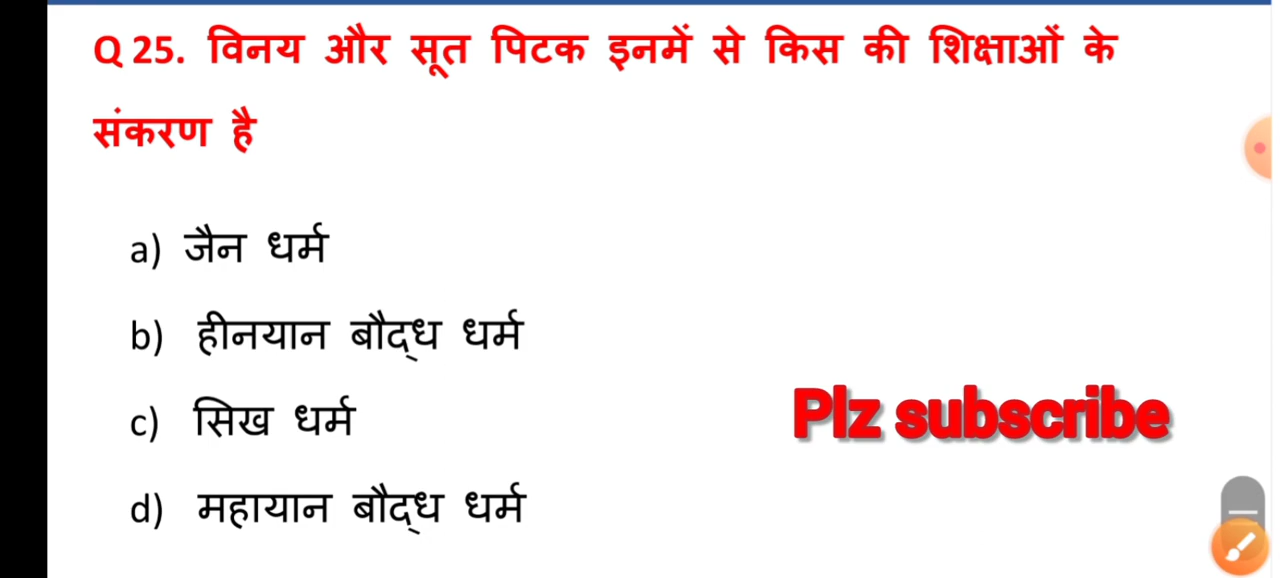 Q 25. विनय और सूत पिटक इनमें से किस की शिक्षाओं के
संकरण है
a) जैन धर्म
b) हीनयान बौद्ध धर्म
c) सिख धर्म
Plz subscribe
d) महायान बौद्ध धर्म